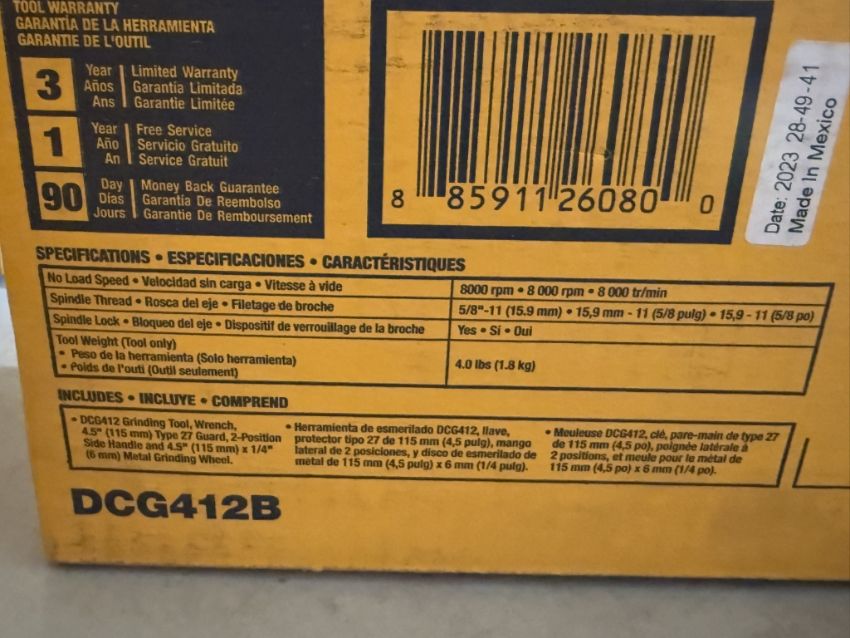 TOOL WARRANTY
GARANTÍA DE LA HERRAMIENTA
GARANTIE DE L'OUTIL
3 Year Años Ans
Limited Warranty
Garantía Limitada
Garantie Limitée
1 Year Año An
Free Service
Servicio Gratuito
Service Gratuit
90 Day Días Jours
Money Back Guarantee
Garantía De Reembolso
Garantie De Remboursement
8 85911 26080 0
Date: 2023 28-49-41
Made In Mexico
SPECIFICATIONS • ESPECIFICACIONES • CARACTÉRISTIQUES
No Load Speed • Velocidad sin carga • Vitesse à vide
8000 rpm • 8 000 rpm • 8 000 tr/min
Spindle Thread • Rosca del eje • Filetage de broche
5/8"-11 (15.9 mm) • 15,9 mm - 11 (5/8 pulg) • 15,9 - 11 (5/8 po)
Spindle Lock • Bloqueo del eje • Dispositif de verrouillage de la broche
Yes • Sí • Oui
Tool Weight (Tool only)
• Peso de la herramienta (Solo herramienta)
• Poids de l'outi (Outil seulement)
4.0 lbs (1.8 kg)
INCLUDES • INCLUYE • COMPREND
• DCG412 Grinding Tool, Wrench,
4.5" (115 mm) Type 27 Guard, 2-Position
Side Handle and 4.5" (115 mm) x 1/4"
(6 mm) Metal Grinding Wheel.
• Herramienta de esmerilado DCG412, llave,
protector tipo 27 de 115 mm (4,5 pulg), mango
lateral de 2 posiciones, y disco de esmerilado de
metal de 115 mm (4,5 pulg) x 6 mm (1/4 pulg).
• Meuleuse DCG412, clé, pare-main de type 27
de 115 mm (4,5 po), poignée latérale à
2 positions, et meule pour le métal de
115 mm (4,5 po) x 6 mm (1/4 po).
DCG412B